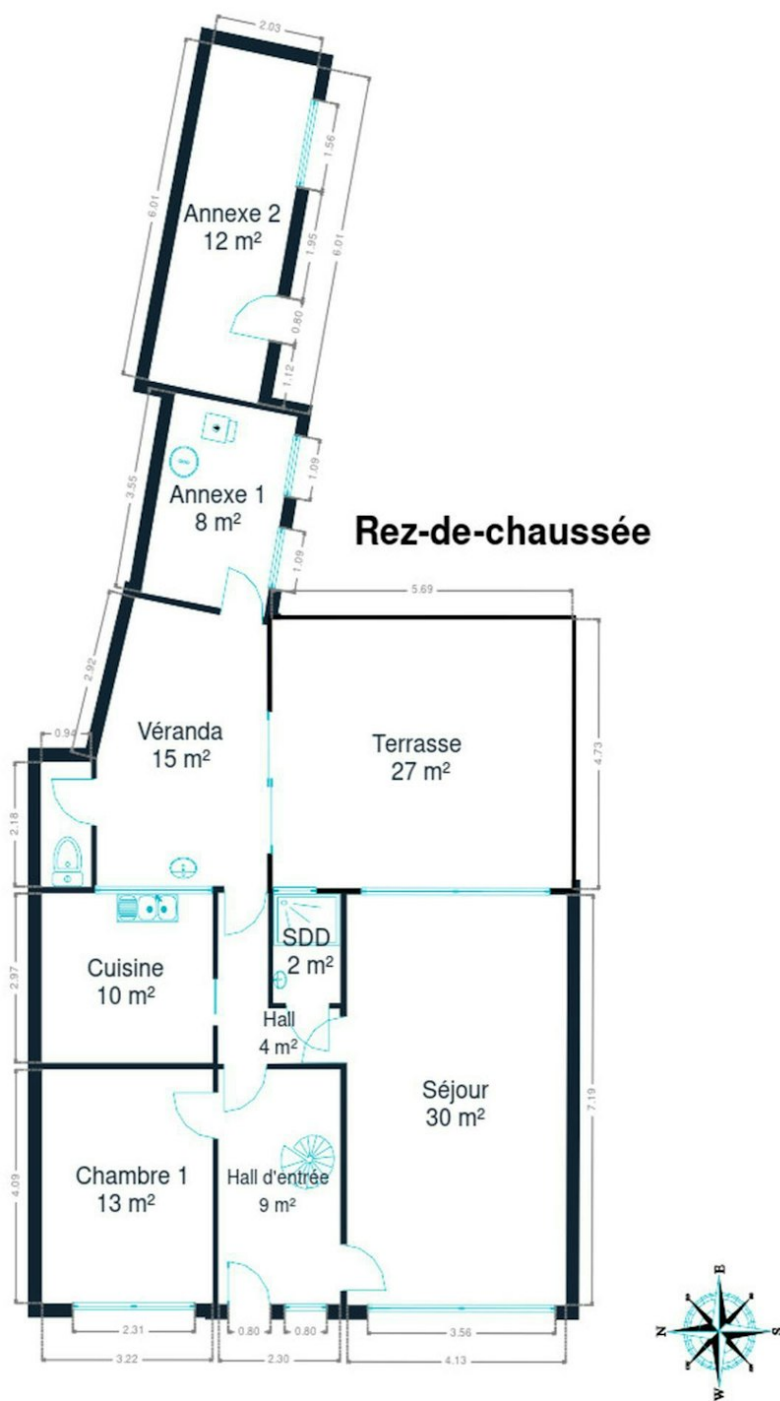 2.03
6.01
1.56
Annexe 2
12 m²
1.95
6.01
0.80
1.12
3.55
1.09
Annexe 1
8 m²
Rez-de-chaussée
1.09
5.69
2.92
0.94
Véranda
15 m²
Terrasse
27 m²
4.73
2.18
SDD
2 m²
Cuisine
10 m²
2.97
Hall
4 m²
Séjour
30 m²
7.19
4.09
Chambre 1
13 m²
Hall d'entrée
9 m²
E
N
S
W
2.31
0.80
0.80
3.56
3.22
2.30
4.13